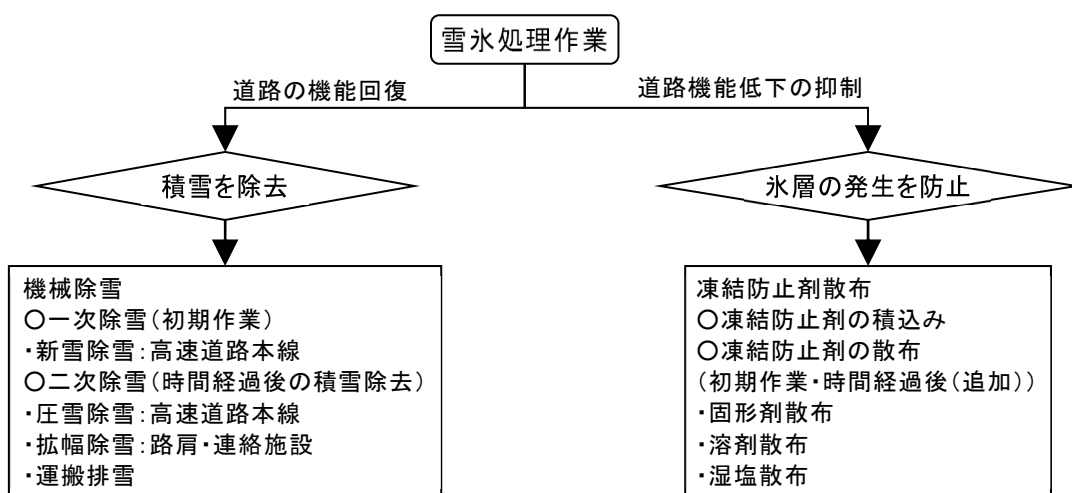 雪氷処理作業
道路の機能回復
道路機能低下の抑制
積雪を除去
氷層の発生を防止
機械除雪
○一次除雪(初期作業)
・新雪除雪:高速道路本線
○二次除雪(時間経過後の積雪除去)
・圧雪除雪:高速道路本線
・拡幅除雪:路肩・連絡施設
・運搬排雪
凍結防止剤散布
○凍結防止剤の積込み
○凍結防止剤の散布
(初期作業・時間経過後(追加))
・固形剤散布
・溶剤散布
・湿塩散布